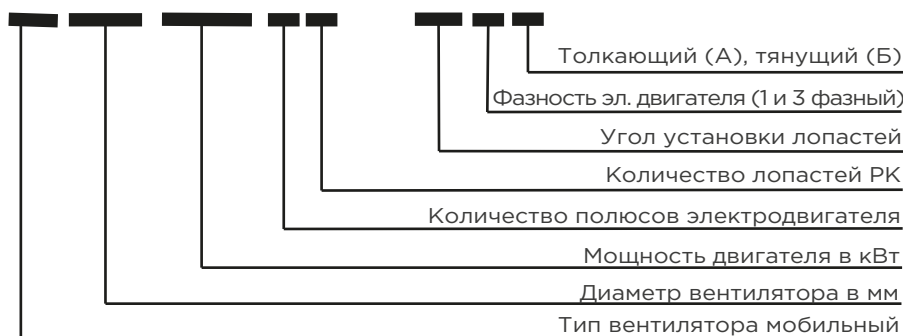 Толкающий (А), тянущий (Б)
Фазность эл. двигателя (1 и 3 фазный)
Угол установки лопастей
Количество лопастей РК
Количество полюсов электродвигателя
Мощность двигателя в кВт
Диаметр вентилятора в мм
Тип вентилятора мобильный